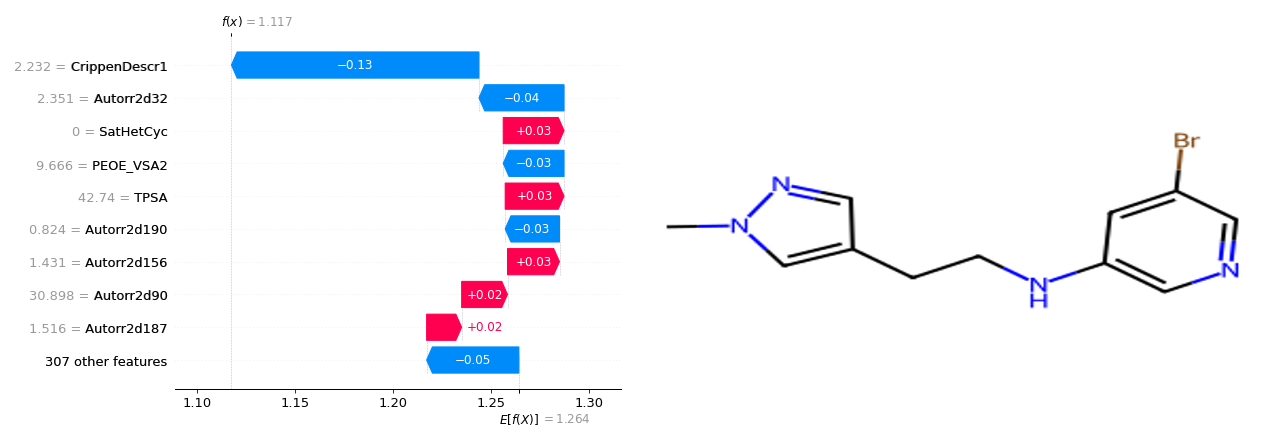 f(x) = 1.117
2.232 = CrippenDescr1 −0.13
2.351 = Autorr2d32 −0.04
0 = SatHetCyc +0.03
9.666 = PEOE_VSA2 −0.03
42.74 = TPSA +0.03
0.824 = Autorr2d190 −0.03
1.431 = Autorr2d156 +0.03
30.898 = Autorr2d90 +0.02
1.516 = Autorr2d187 +0.02
307 other features −0.05
1.10 1.15 1.20 1.25 1.30
E[f(X)] = 1.264
Br
N
N
N
H
N